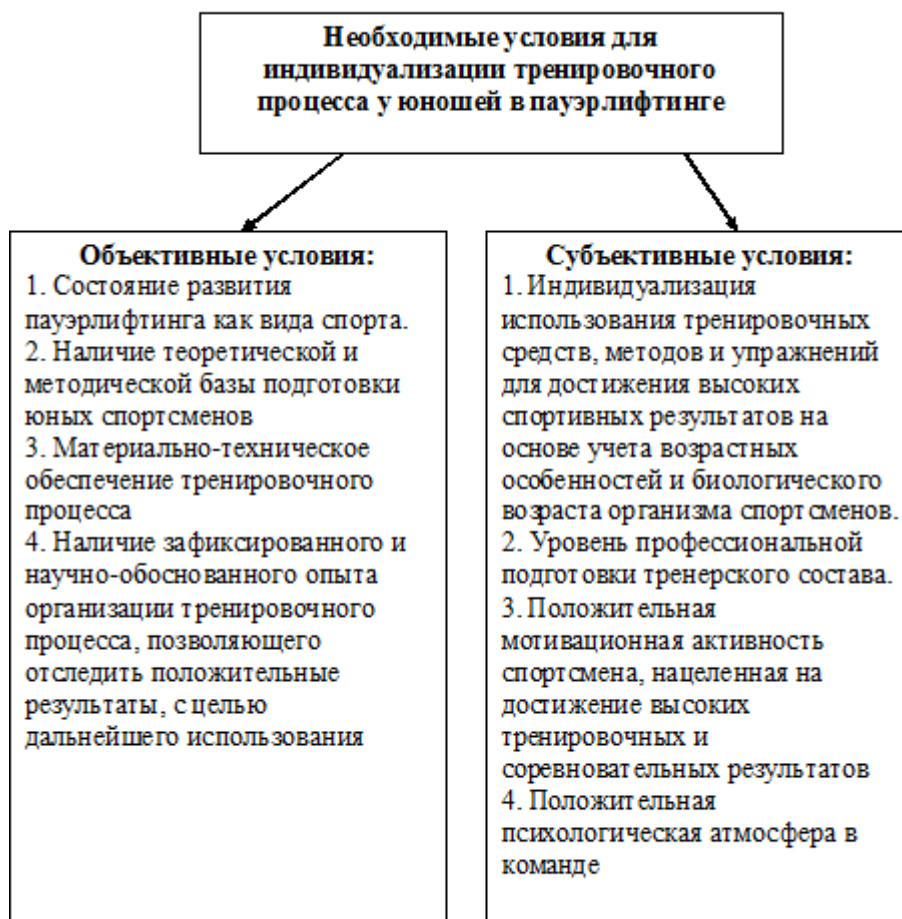 Необходимые условия для
индивидуализации тренировочного
процесса у юношей в пауэрлифтинге
Объективные условия:
1. Состояние развития
пауэрлифтинга как вида спорта.
2. Наличие теоретической и
методической базы подготовки
юных спортсменов
3. Материально-техническое
обеспечение тренировочного
процесса
4. Наличие зафиксированного и
научно-обоснованного опыта
организации тренировочного
процесса, позволяющего
отследить положительные
результаты, с целью
дальнейшего использования
Субъективные условия:
1. Индивидуализация
использования тренировочных
средств, методов и упражнений
для достижения высоких
спортивных результатов на
основе учета возрастных
особенностей и биологического
возраста организма спортсменов.
2. Уровень профессиональной
подготовки тренерского состава.
3. Положительная
мотивационная активность
спортсмена, нацеленная на
достижение высоких
тренировочных и
соревновательных результатов
4. Положительная
психологическая атмосфера в
команде